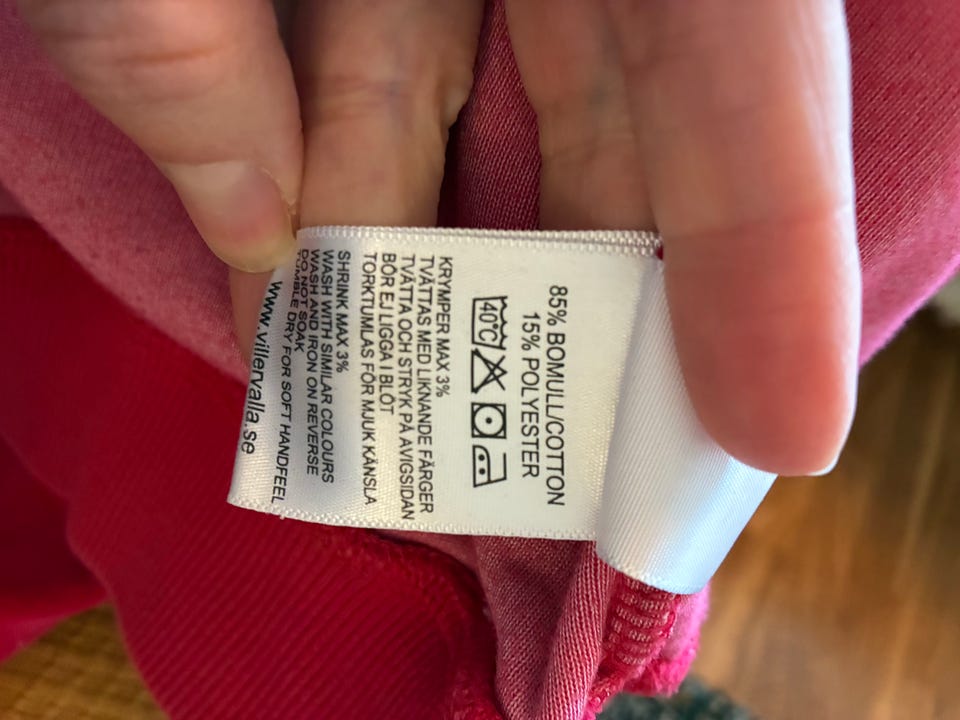 85% BOMULL/COTTON
15% POLYESTER
40°C
KRYMPER MAX 3%
TVÄTTAS MED LIKNANDE FÄRGER
TVÄTTA OCH STRYK PÅ AVIGSIDAN
BÖR EJ LIGGA I BLÖT
TORKTUMLAS FÖR MJUK KÄNSLA
SHRINK MAX 3%
WASH WITH SIMILAR COLOURS
WASH AND IRON ON REVERSE
DO NOT SOAK
TUMBLE DRY FOR SOFT HANDFEEL
www.villervalla.se